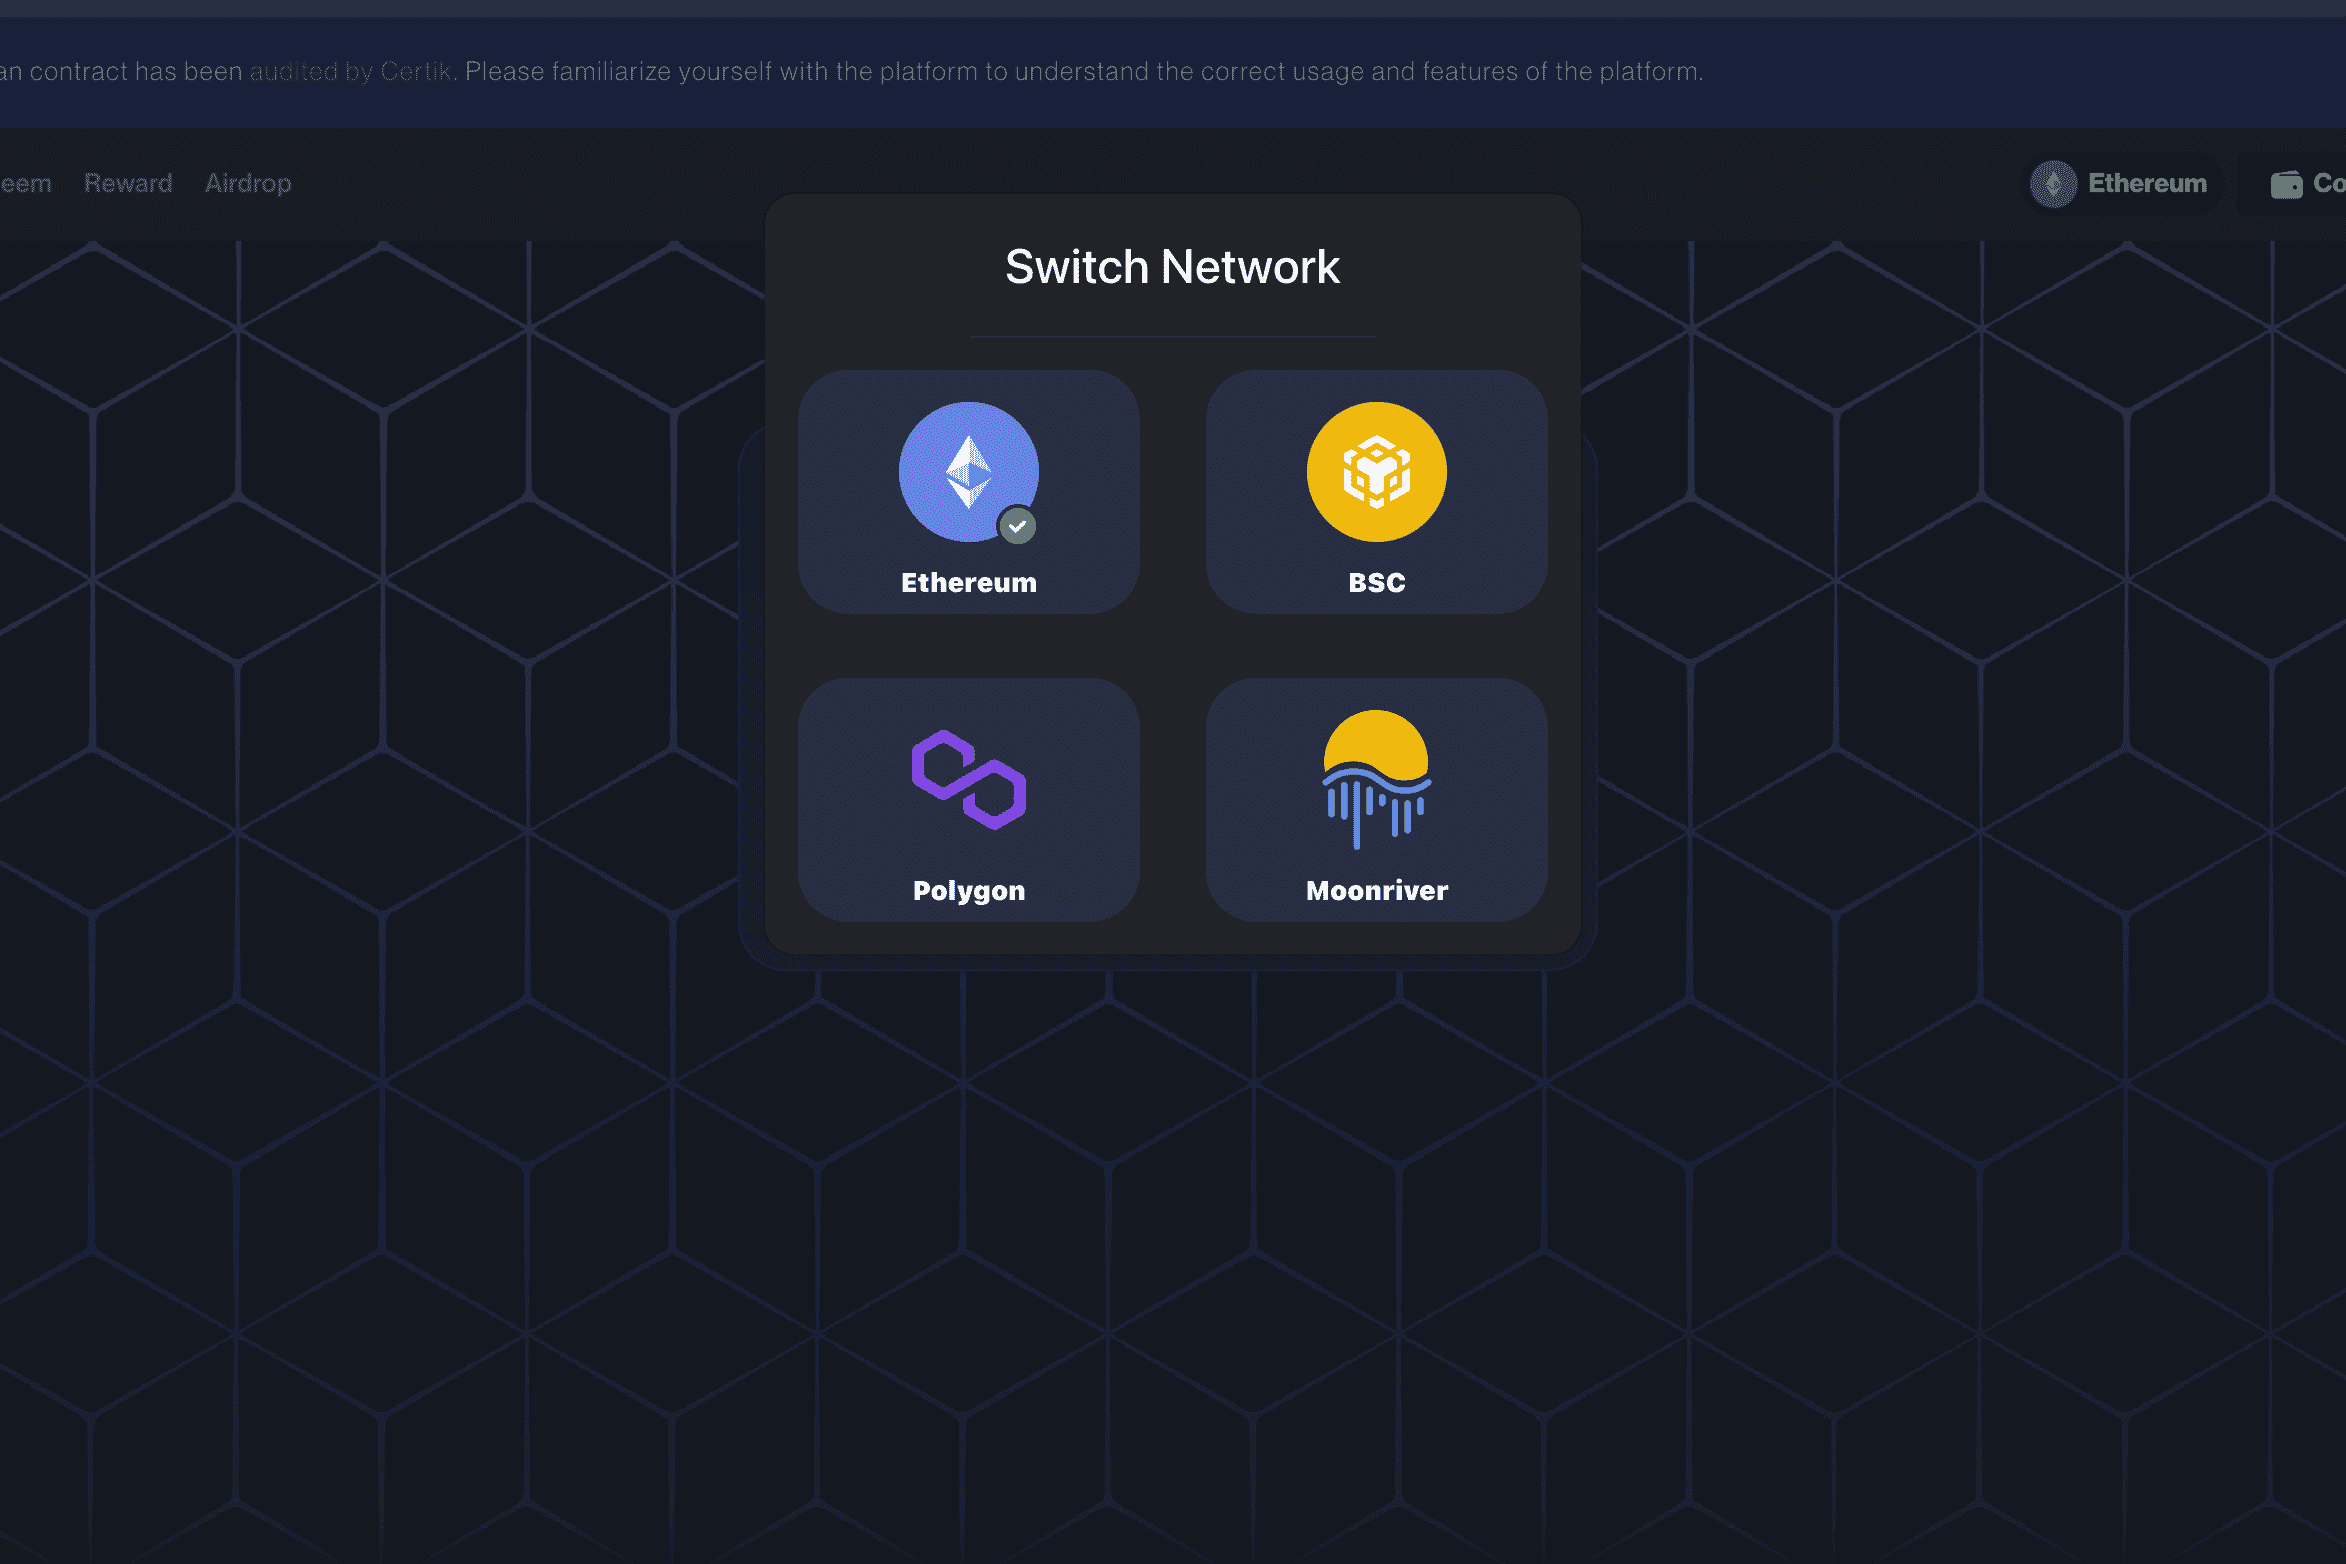 an contract has been audited by Certik. Please familiarize yourself with the platform to understand the correct usage and features of the platform.
eem Reward Airdrop Ethereum Co
Switch Network
Ethereum BSC
Polygon Moonriver